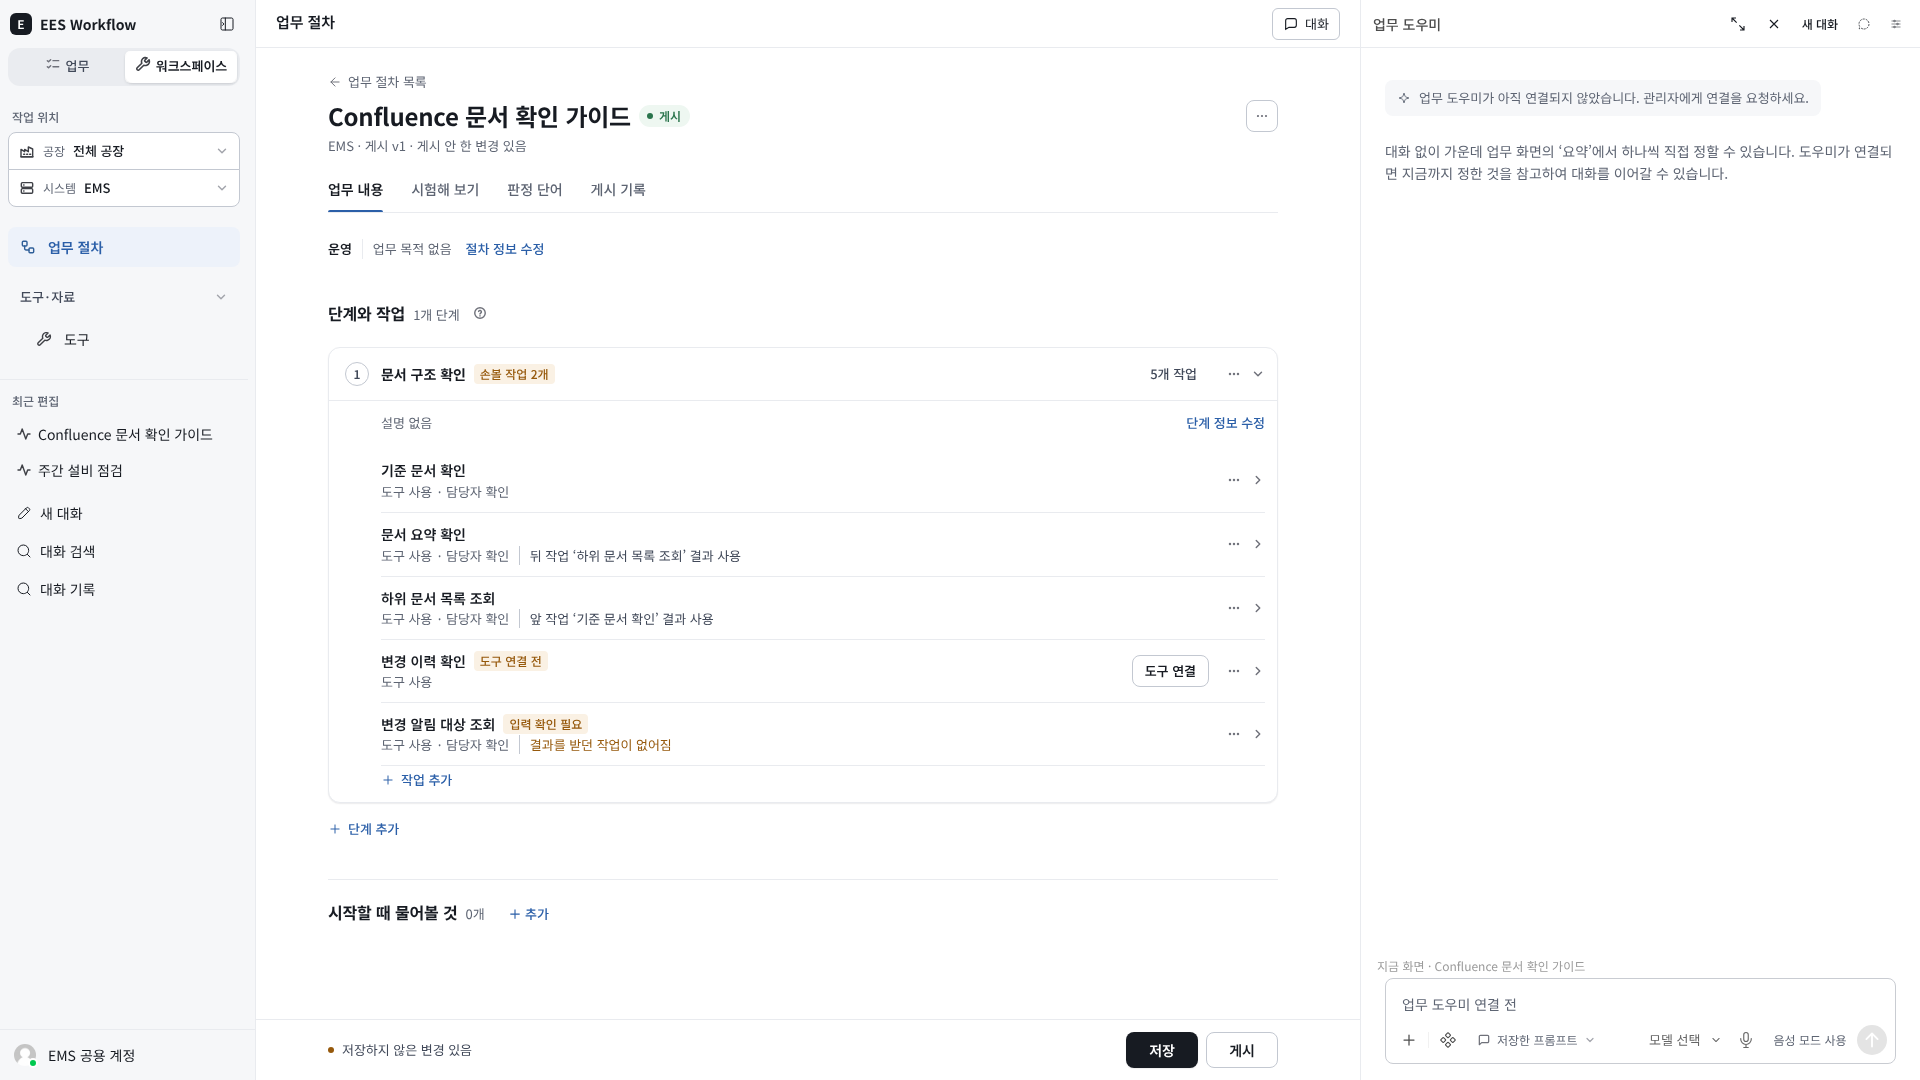 E EES Workflow
업무
워크스페이스
작업 위치
공장 전체 공장
시스템 EMS
업무 절차
도구·자료
도구
최근 편집
Confluence 문서 확인 가이드
주간 설비 점검
새 대화
대화 검색
대화 기록
EMS 공용 계정
업무 절차
대화
업무 절차 목록
Confluence 문서 확인 가이드 게시
EMS · 게시 v1 · 게시 안 한 변경 있음
업무 내용 시험해 보기 판정 단어 게시 기록
운영 업무 목적 없음 절차 정보 수정
단계와 작업 1개 단계
1 문서 구조 확인 손볼 작업 2개 5개 작업
설명 없음 단계 정보 수정
기준 문서 확인
도구 사용 · 담당자 확인
문서 요약 확인
도구 사용 · 담당자 확인 뒤 작업 ‘하위 문서 목록 조회’ 결과 사용
하위 문서 목록 조회
도구 사용 · 담당자 확인 앞 작업 ‘기준 문서 확인’ 결과 사용
변경 이력 확인 도구 연결 전
도구 사용
도구 연결
변경 알림 대상 조회 입력 확인 필요
도구 사용 · 담당자 확인 결과를 받던 작업이 없어짐
작업 추가
단계 추가
시작할 때 물어볼 것 0개 추가
저장하지 않은 변경 있음
저장 게시
업무 도우미
새 대화
업무 도우미가 아직 연결되지 않았습니다. 관리자에게 연결을 요청하세요.
대화 없이 가운데 업무 화면의 ‘요약’에서 하나씩 직접 정할 수 있습니다. 도우미가 연결되
면 지금까지 정한 것을 참고하여 대화를 이어갈 수 있습니다.
지금 화면 · Confluence 문서 확인 가이드
업무 도우미 연결 전
저장한 프롬프트 모델 선택 음성 모드 사용